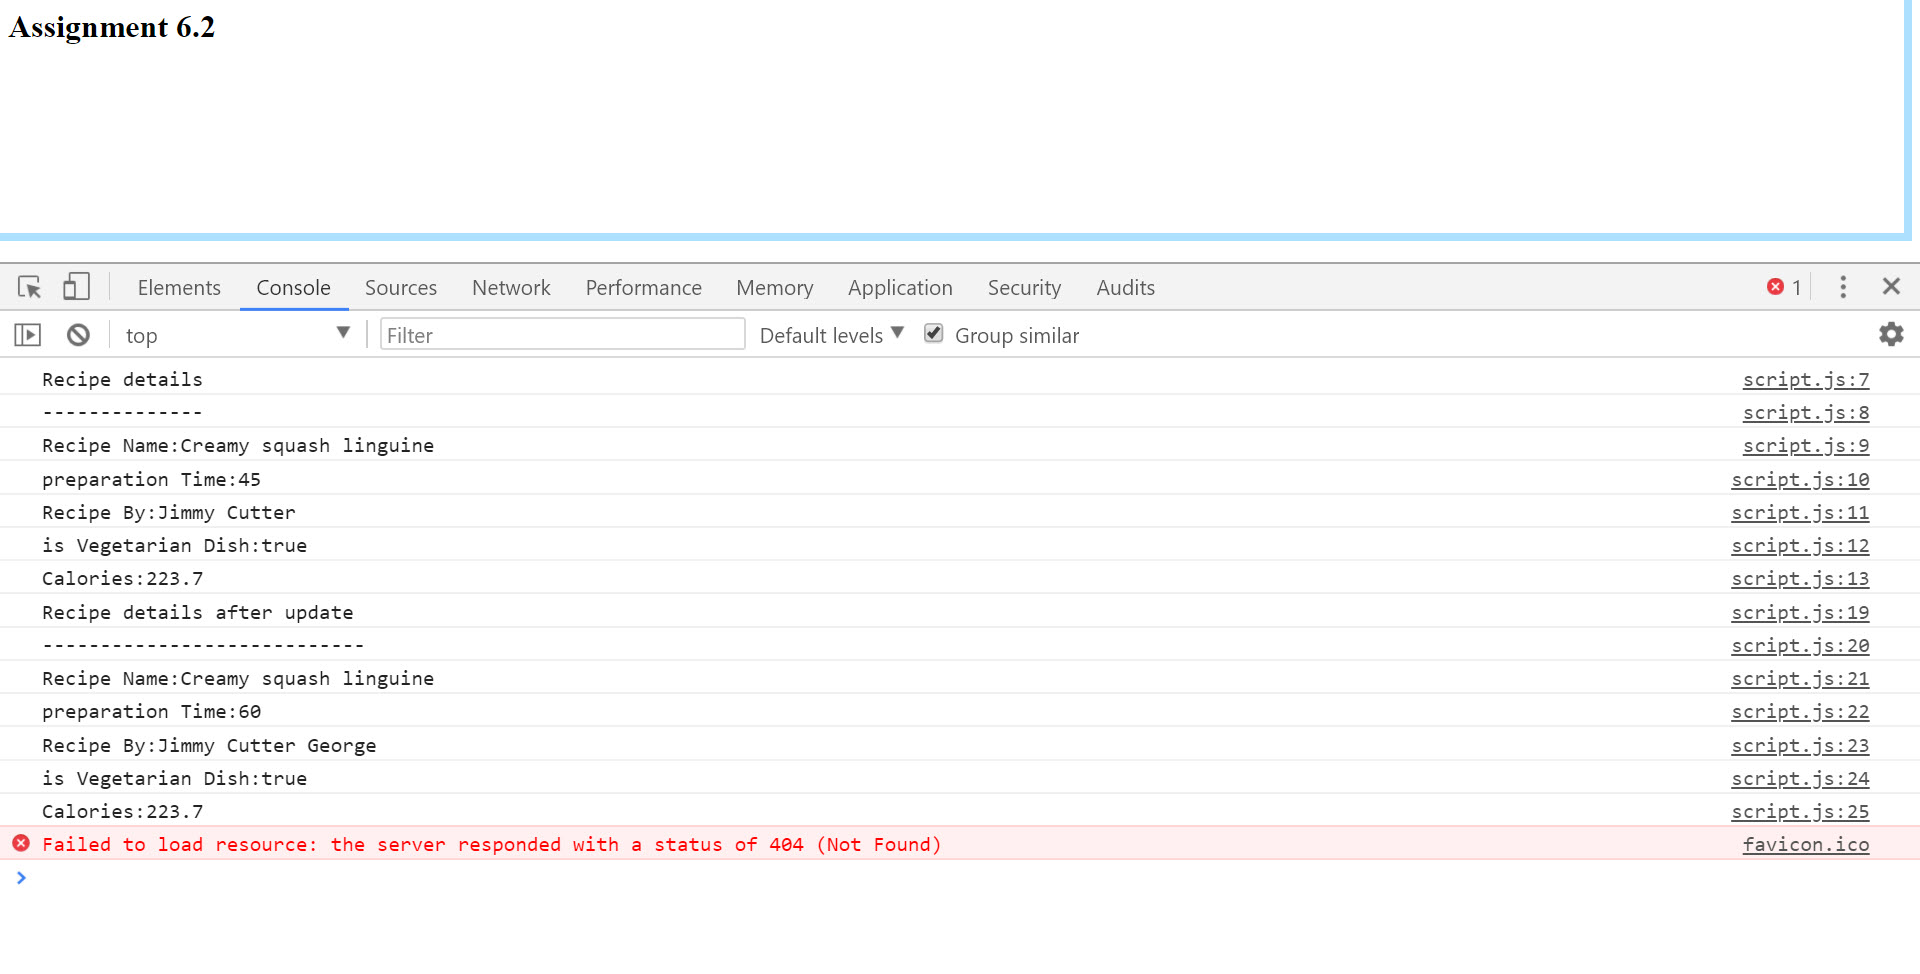 Assignment 6.2
Elements Console Sources Network Performance Memory Application Security Audits 1
top Filter Default levels Group similar
Recipe details script.js:7
-------------- script.js:8
Recipe Name:Creamy squash linguine script.js:9
preparation Time:45 script.js:10
Recipe By:Jimmy Cutter script.js:11
is Vegetarian Dish:true script.js:12
Calories:223.7 script.js:13
Recipe details after update script.js:19
---------------------------- script.js:20
Recipe Name:Creamy squash linguine script.js:21
preparation Time:60 script.js:22
Recipe By:Jimmy Cutter George script.js:23
is Vegetarian Dish:true script.js:24
Calories:223.7 script.js:25
Failed to load resource: the server responded with a status of 404 (Not Found) favicon.ico